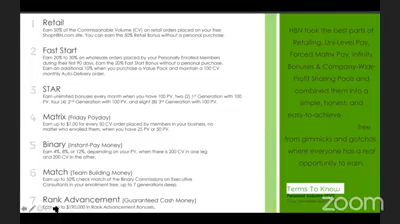 1 Retail
Earn 50% of the Commissionable Volume (CV) on retail orders placed on your free
ShopHBN.com site. You can earn the 50% Retail Bonus without a personal purchase.
2 Fast Start
Earn 20% to 30% on wholesale orders placed by your Personally Enrolled Members
during their first 90 days. Earn the 20% Fast Start Bonus without a personal purchase.
Earn an additional 10% when you purchase a Value Pack and maintain a 100 CV
monthly Auto-Delivery order.
3 STAR
Earn unlimited bonuses every month when you have 100 PV, two (2) 1st Generation with 100
PV, four (4) 2nd Generation with 100 PV, and eight (8) 3rd Generation with 100 PV.
4 Matrix (Friday Payday)
Earn up to $1.00 for every 50 CV order placed by members in your business, no
matter who enrolled them, when you have 25 PV or 50 PV.
5 Binary (Instant-Pay Money)
Earn 4%, 8%, or 12%, depending on your PV, when there is 200 CV in one leg
and 200 CV in the other.
6 Match (Team Building Money)
Earn up to 50% check match of the Binary Commissions on Executive
Consultants in your enrollment tree, up to 7 generations deep.
7 Rank Advancement (Guaranteed Cash Money)
to $190,000 in Rank Advancement Bonuses.
HBN took the best parts of
Retailing, Uni-Level Pay,
Forced Matrix Pay, Infinity
Bonuses & Company-Wide
Profit Sharing Pace and
combined them into a
simple, honest, and
easy-to-achieve
free
from gimmicks and gotchas
where everyone has a real
opportunity to earn.
Terms To Know
zoom